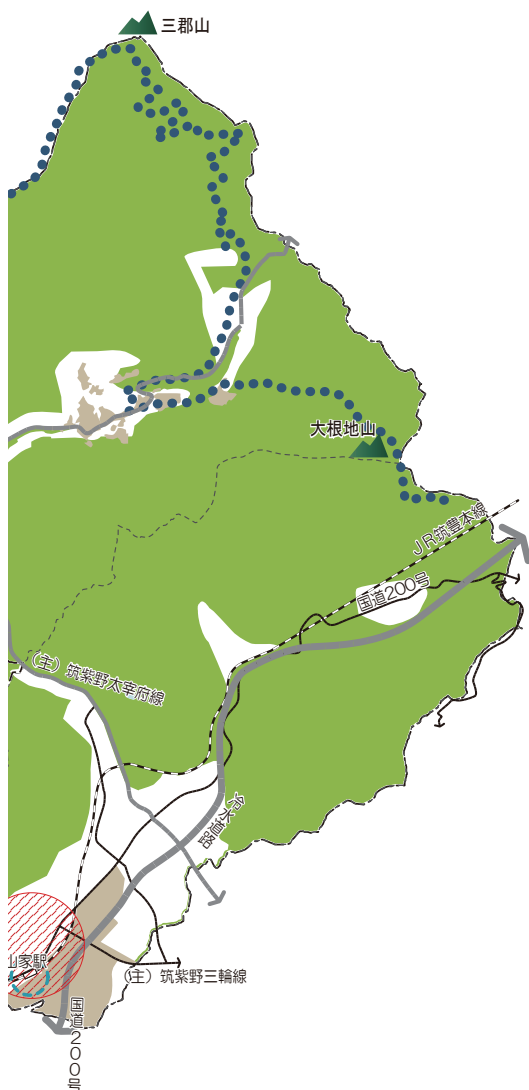 三郡山
大根地山
JR筑豊本線
国道200号
（主）筑紫野太宰府線
冷水道路
山家駅
（主）筑紫野三輪線
国道200号